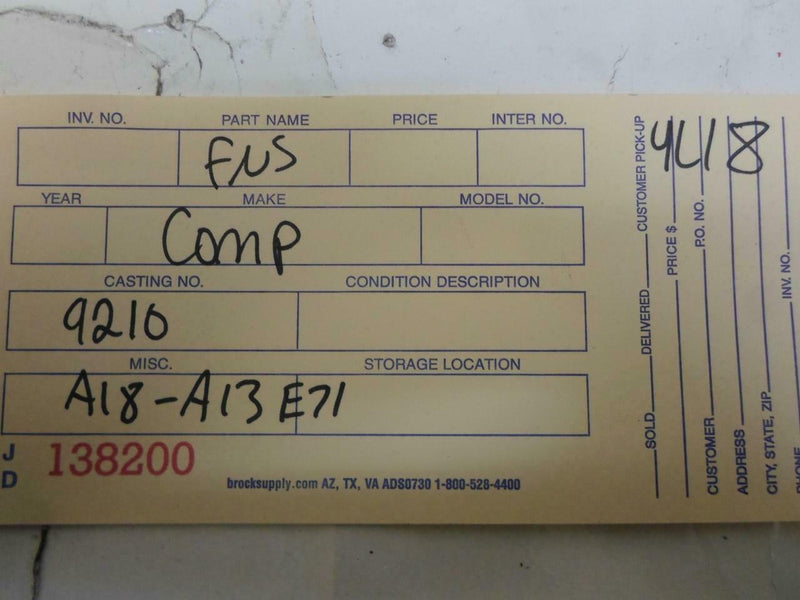 INV. NO. PART NAME PRICE INTER NO.
FNS
YEAR MAKE MODEL NO.
Comp
CASTING NO. CONDITION DESCRIPTION
9210
MISC. STORAGE LOCATION
A18-A13 E71
J D 138200
brocksupply.com AZ, TX, VA ADS0730 1-800-528-4400
SOLD DELIVERED CUSTOMER PICK-UP
PRICE $
CUSTOMER P.O. NO.
ADDRESS
CITY, STATE, ZIP
PHONE INV. NO.